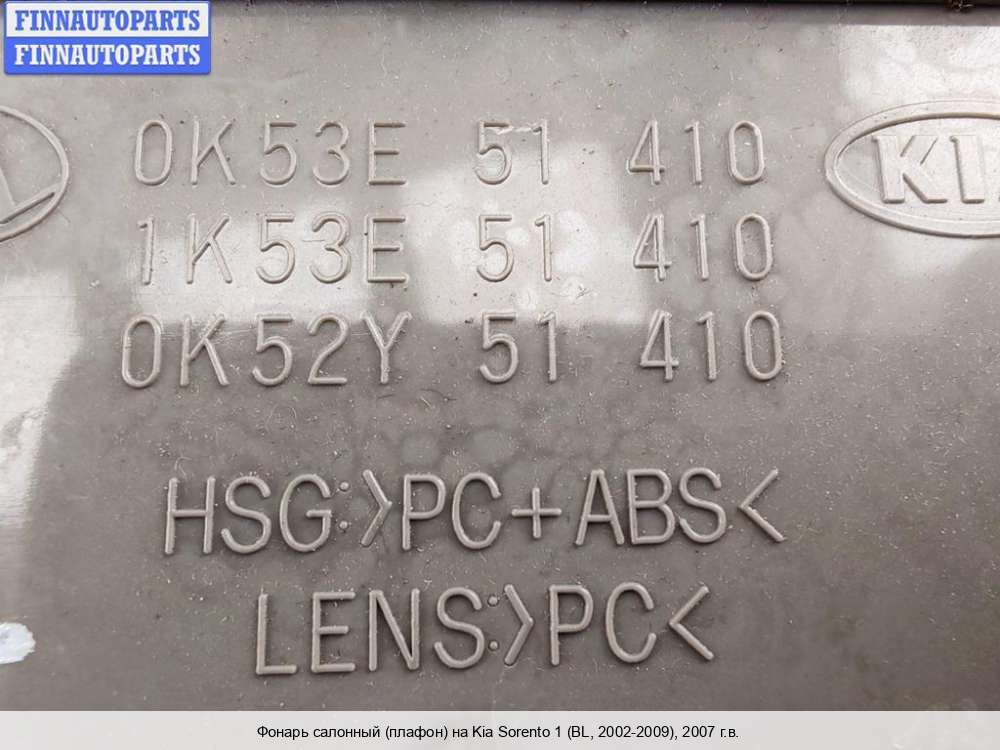 FINNAUTOPARTS
FINNAUTOPARTS
0K53E 51 410
KI
1K53E 51 410
0K52Y 51 410
HSG:>PC+ABS<
LENS:>PC<
Фонарь салонный (плафон) на Kia Sorento 1 (BL, 2002-2009), 2007 г.в.